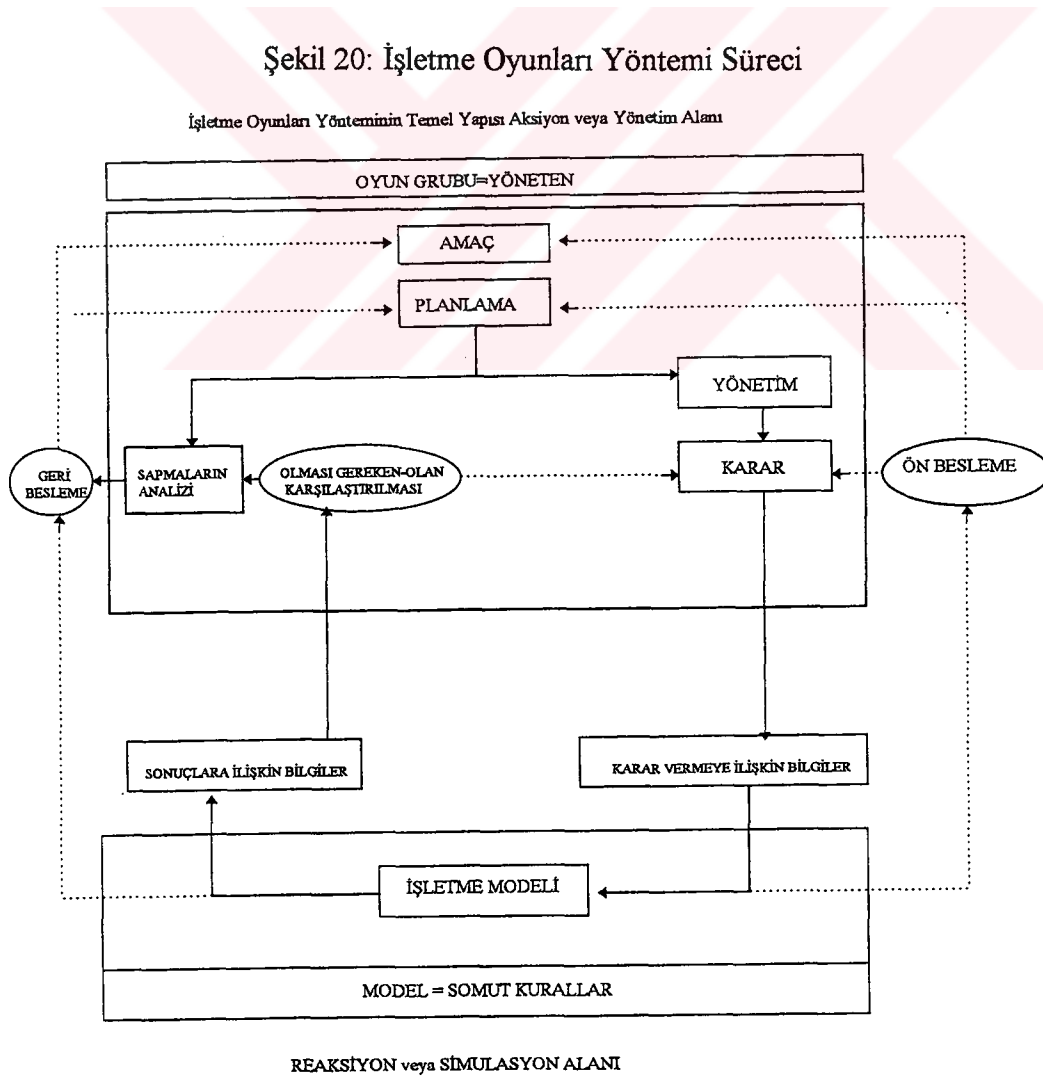 Şekil 20: İşletme Oyunları Yöntemi Süreci
İşletme Oyunları Yönteminin Temel Yapısı Aksiyon veya Yönetim Alanı
OYUN GRUBU=YÖNETEN
AMAÇ
PLANLAMA
YÖNETİM
GERİ
BESLEME
SAPMALARIN
ANALİZİ
OLMASI GEREKEN-OLAN
KARŞILAŞTIRILMASI
KARAR
ÖN BESLEME
SONUÇLARA İLİŞKİN BİLGİLER
KARAR VERMEYE İLİŞKİN BİLGİLER
İŞLETME MODELİ
MODEL = SOMUT KURALLAR
REAKSİYON veya SİMULASYON ALANI